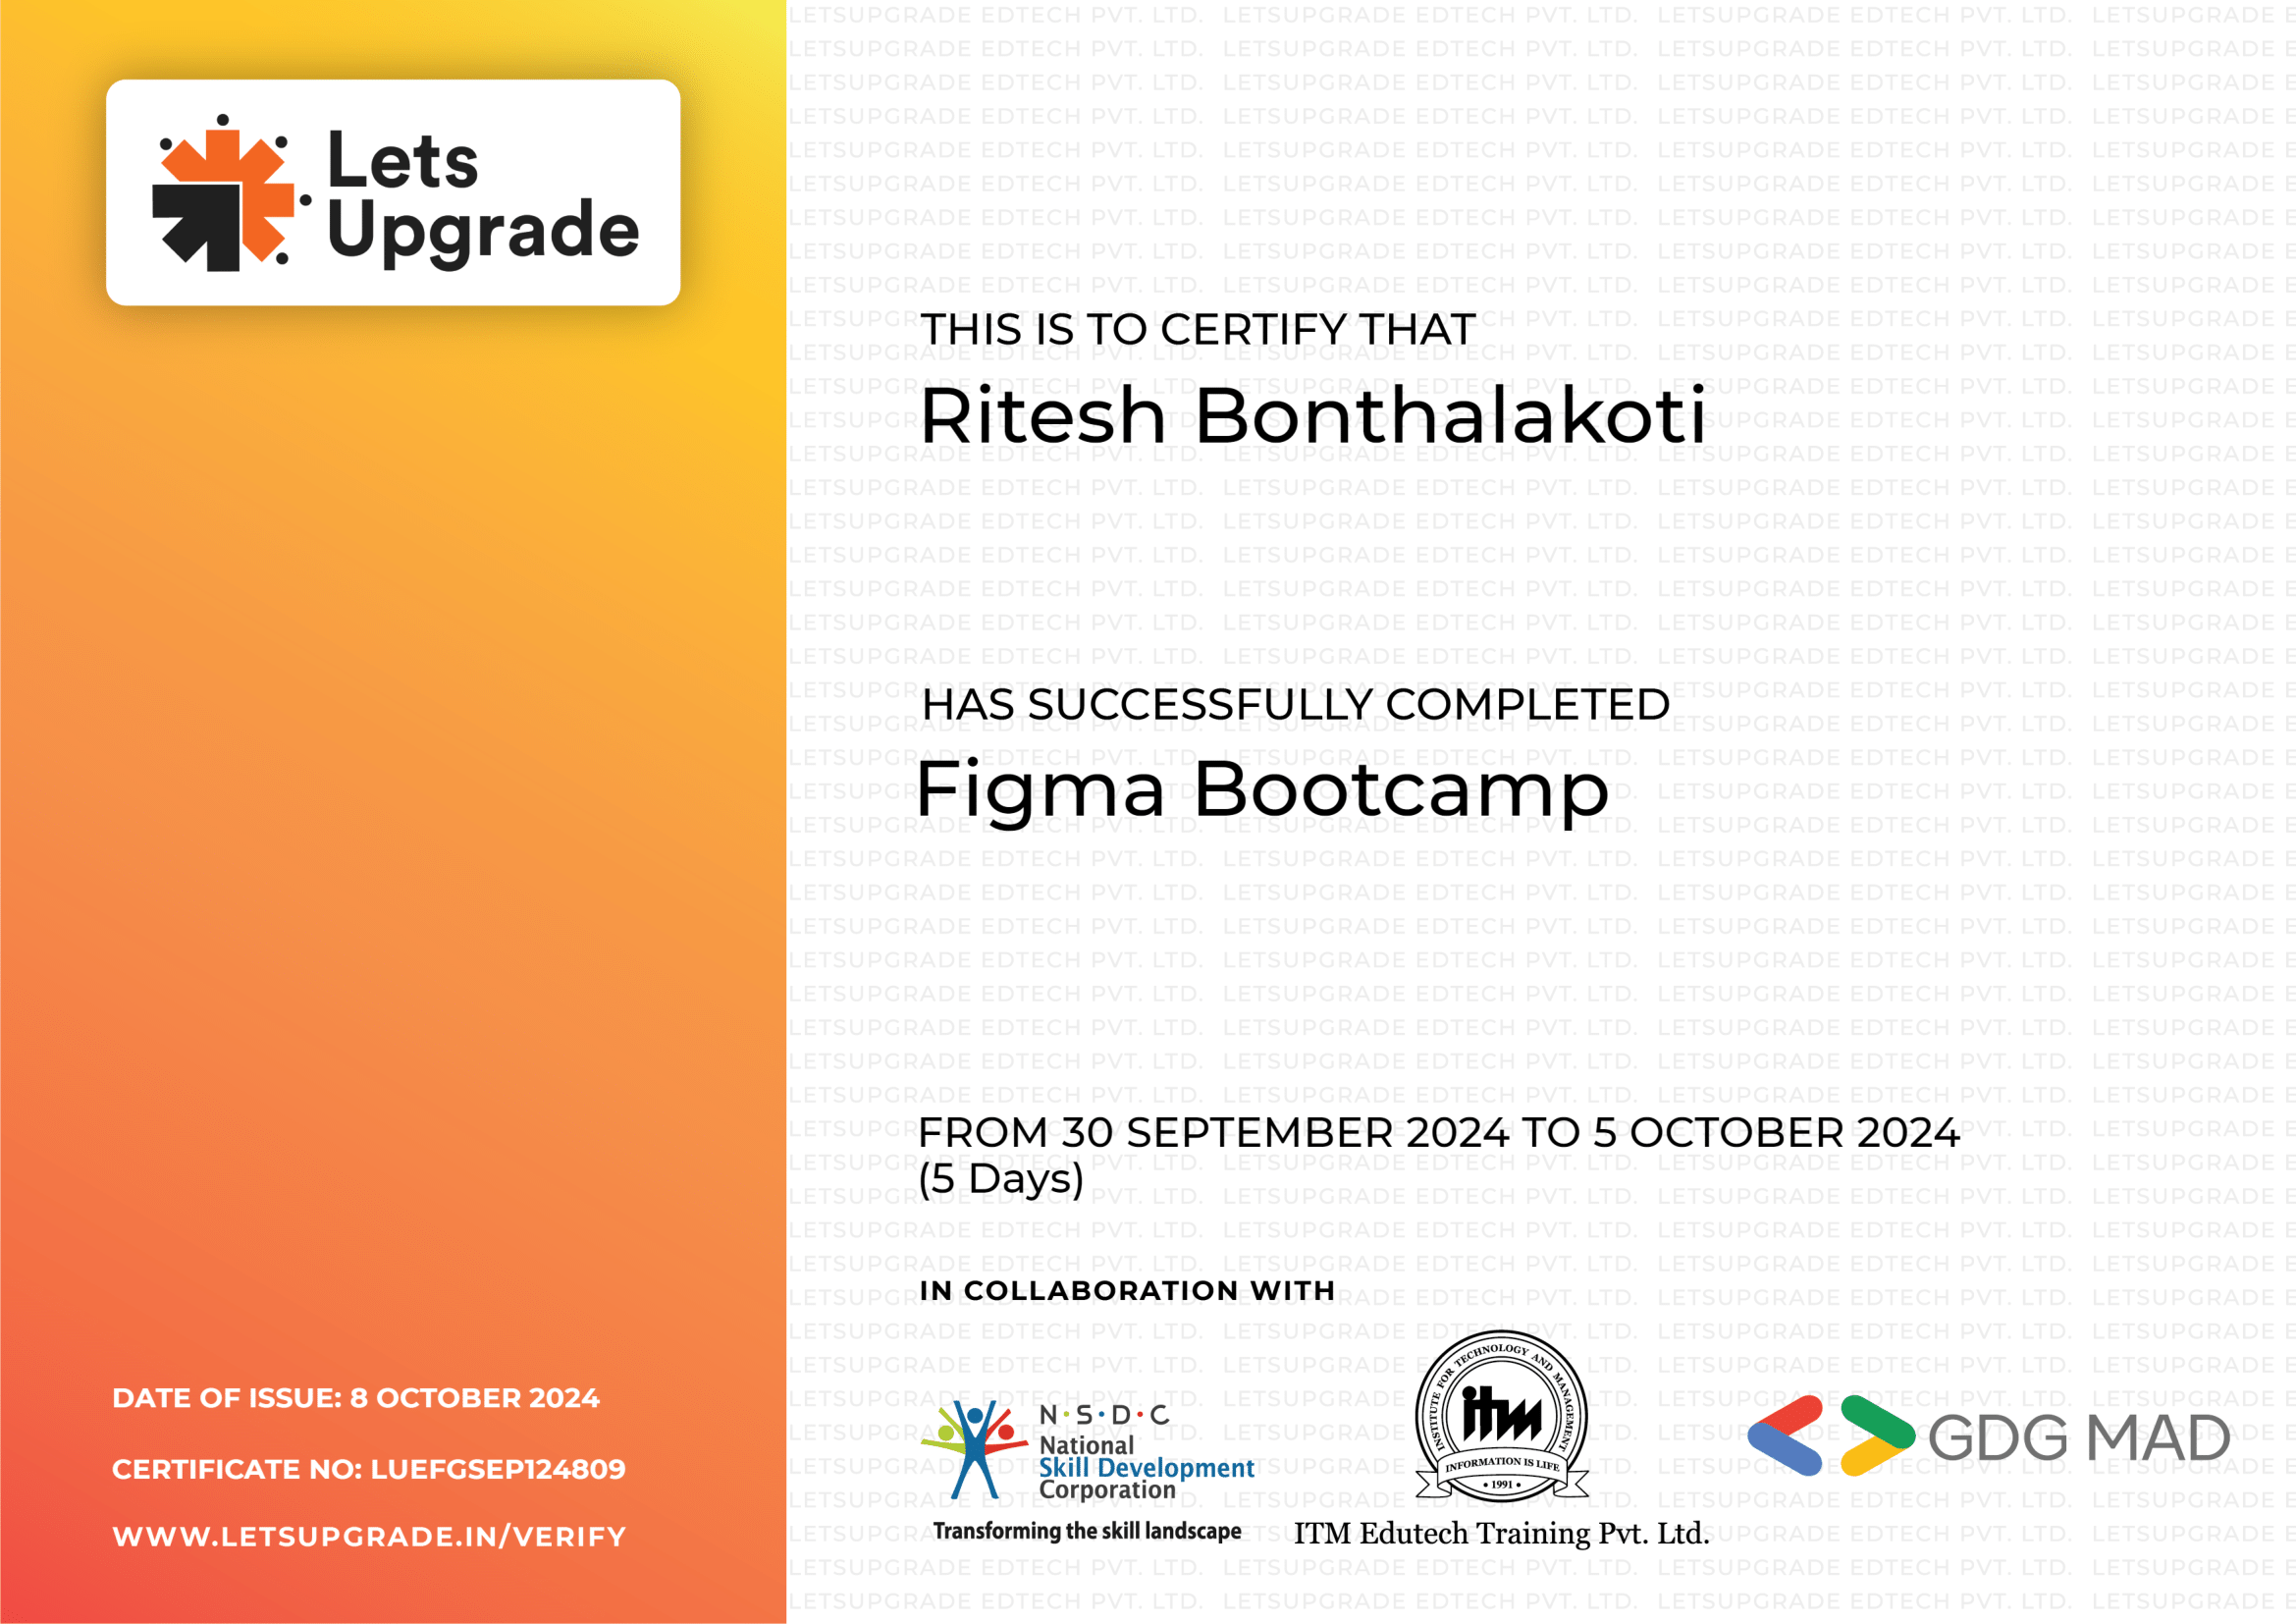 Lets
Upgrade
THIS IS TO CERTIFY THAT
Ritesh Bonthalakoti
HAS SUCCESSFULLY COMPLETED
Figma Bootcamp
FROM 30 SEPTEMBER 2024 TO 5 OCTOBER 2024
(5 Days)
IN COLLABORATION WITH
N·S·D·C
National
Skill Development
Corporation
Transforming the skill landscape
INSTITUTE FOR TECHNOLOGY AND MANAGEMENT
itm
INFORMATION IS LIFE
• 1991 •
ITM Edutech Training Pvt. Ltd.
GDG MAD
DATE OF ISSUE: 8 OCTOBER 2024
CERTIFICATE NO: LUEFGSEP124809
WWW.LETSUPGRADE.IN/VERIFY
LETSUPGRADE EDTECH PVT. LTD.